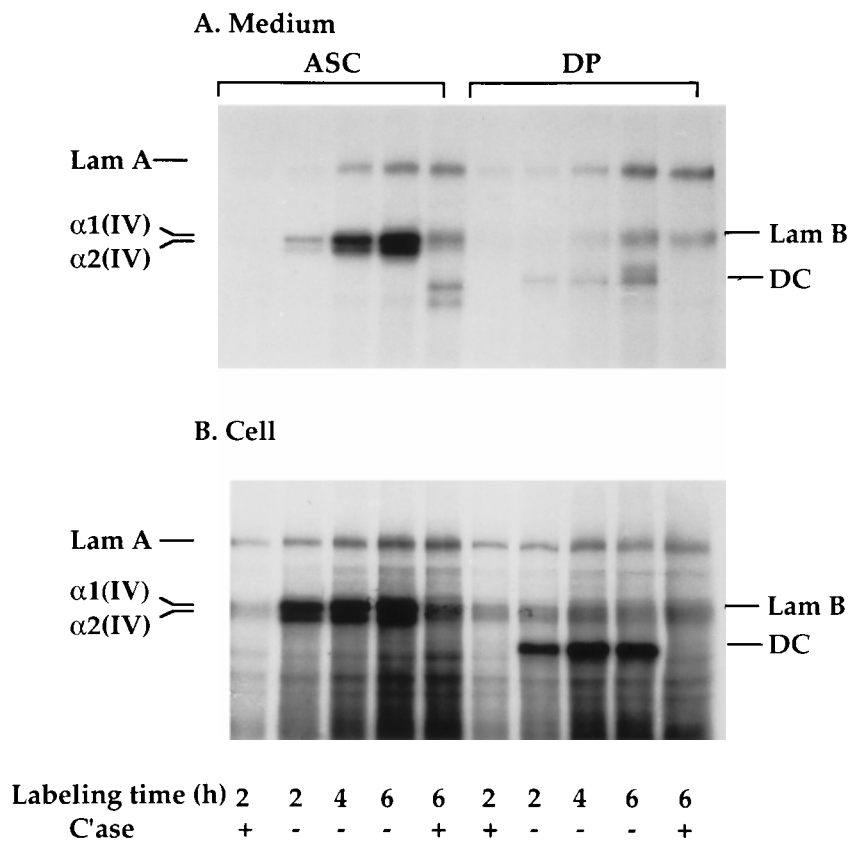 A. Medium
ASC DP
Lam A
α1(IV)
α2(IV)
Lam B
DC
B. Cell
Lam A
α1(IV)
α2(IV)
Lam B
DC
Labeling time (h) 2 2 4 6 6 2 2 4 6 6
C'ase + - - - + + - - - +